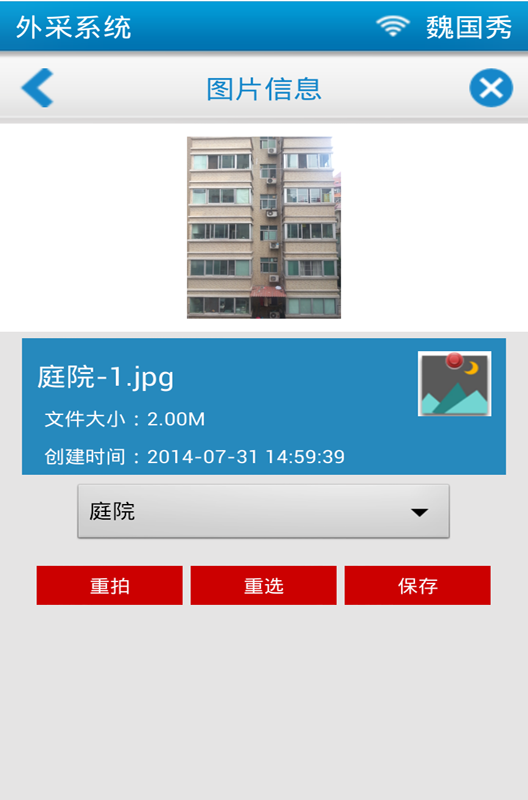 外采系统 魏国秀
图片信息
庭院-1.jpg
文件大小：2.00M
创建时间：2014-07-31 14:59:39
庭院
重拍 重选 保存